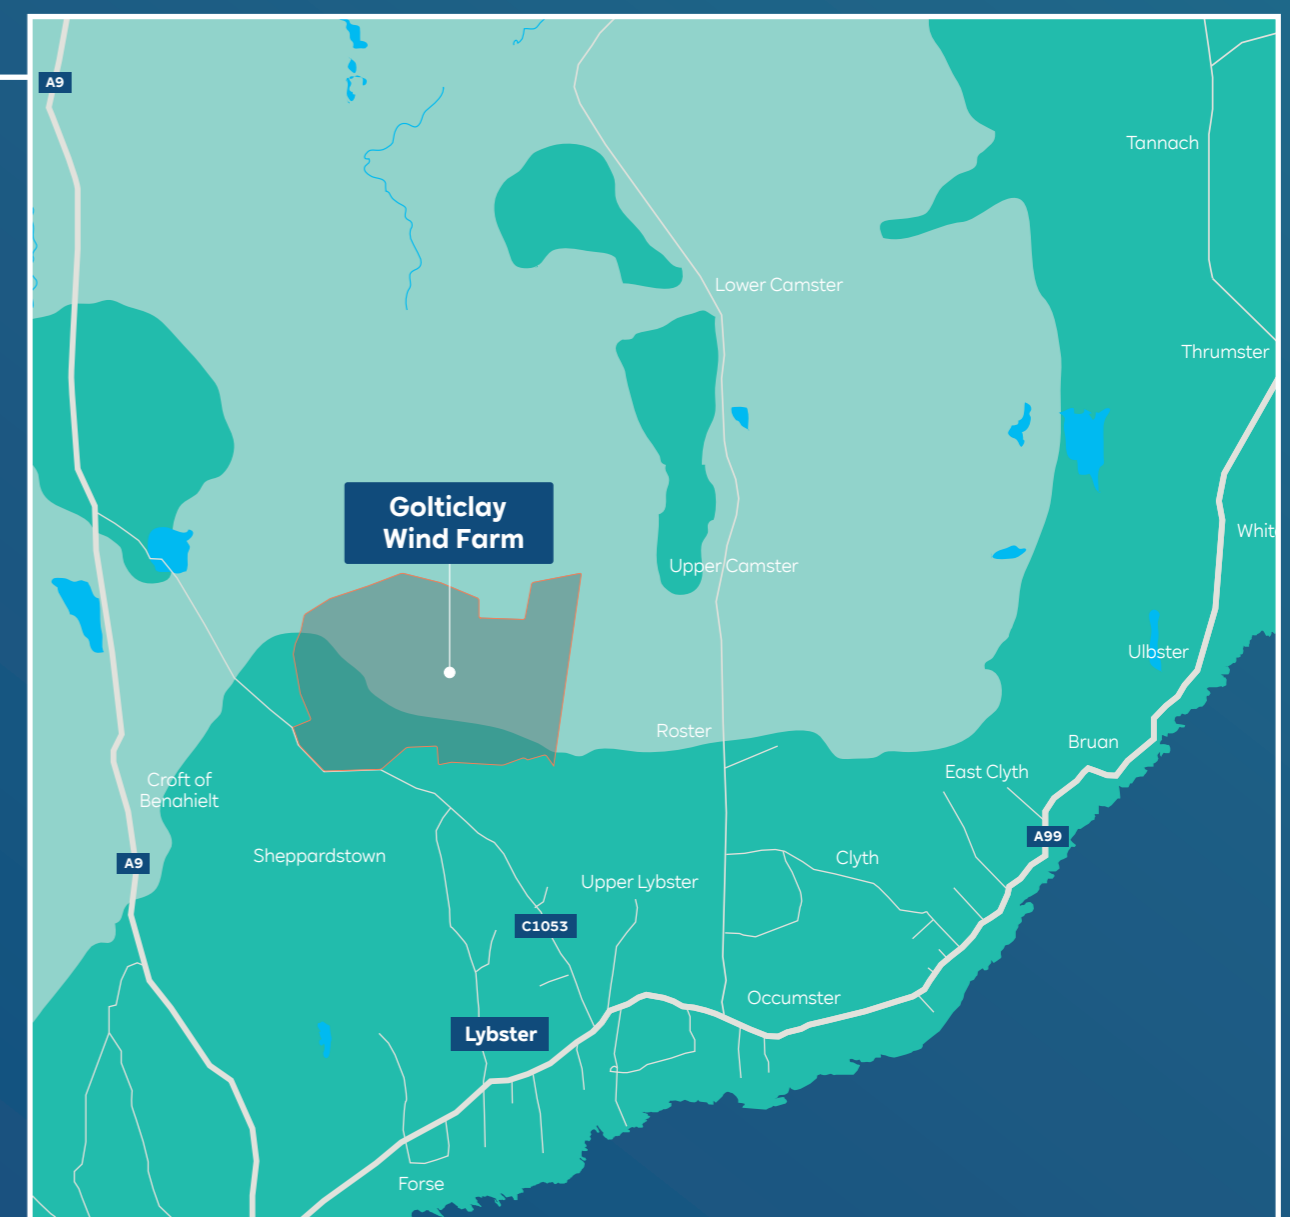 A9
Tannach
Lower Camster
Thrumster
Golticlay
Wind Farm
Whit
Upper Camster
Ulbster
Roster
Bruan
East Clyth
Croft of
Benahielt
A99
Sheppardstown
A9
Clyth
Upper Lybster
C1053
Occumster
Lybster
Forse